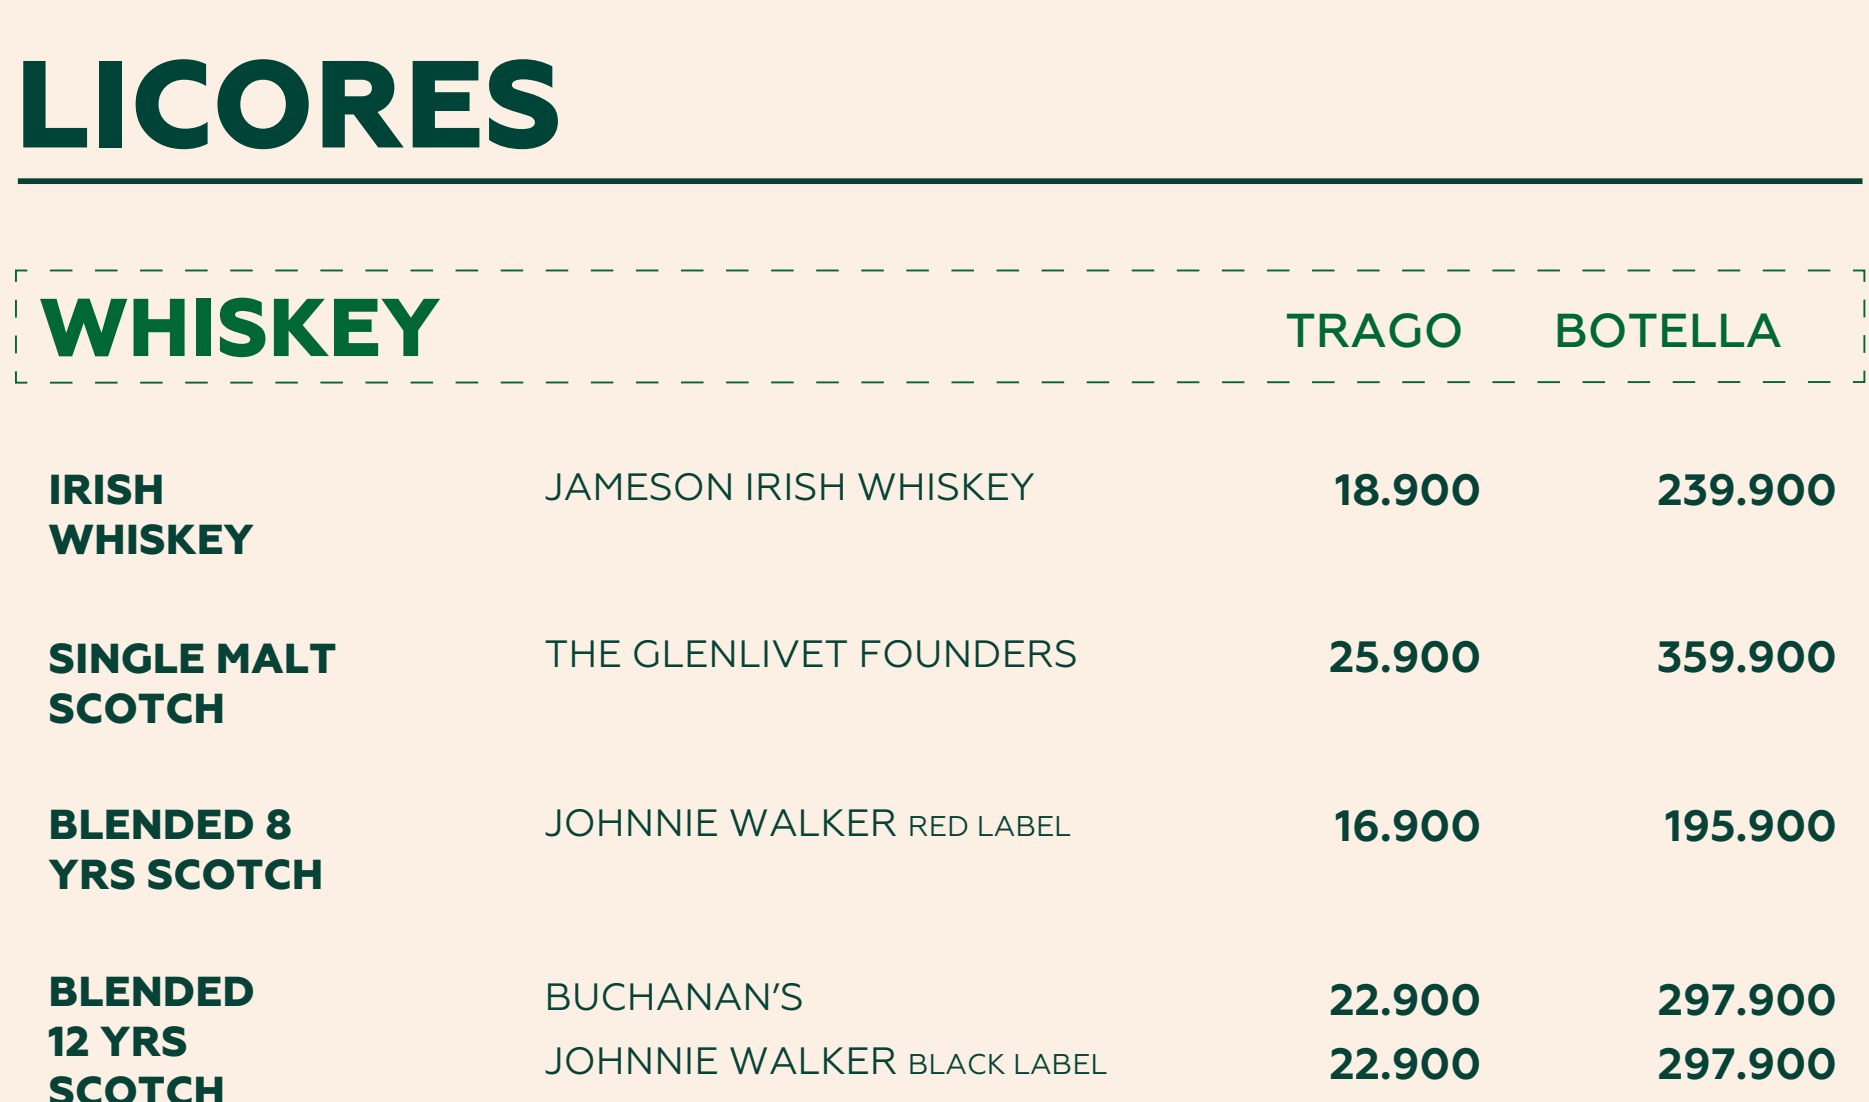 LICORES
WHISKEY TRAGO BOTELLA
IRISH WHISKEY JAMESON IRISH WHISKEY 18.900 239.900
SINGLE MALT SCOTCH THE GLENLIVET FOUNDERS 25.900 359.900
BLENDED 8 YRS SCOTCH JOHNNIE WALKER RED LABEL 16.900 195.900
BLENDED 12 YRS SCOTCH BUCHANAN'S 22.900 297.900
JOHNNIE WALKER BLACK LABEL 22.900 297.900